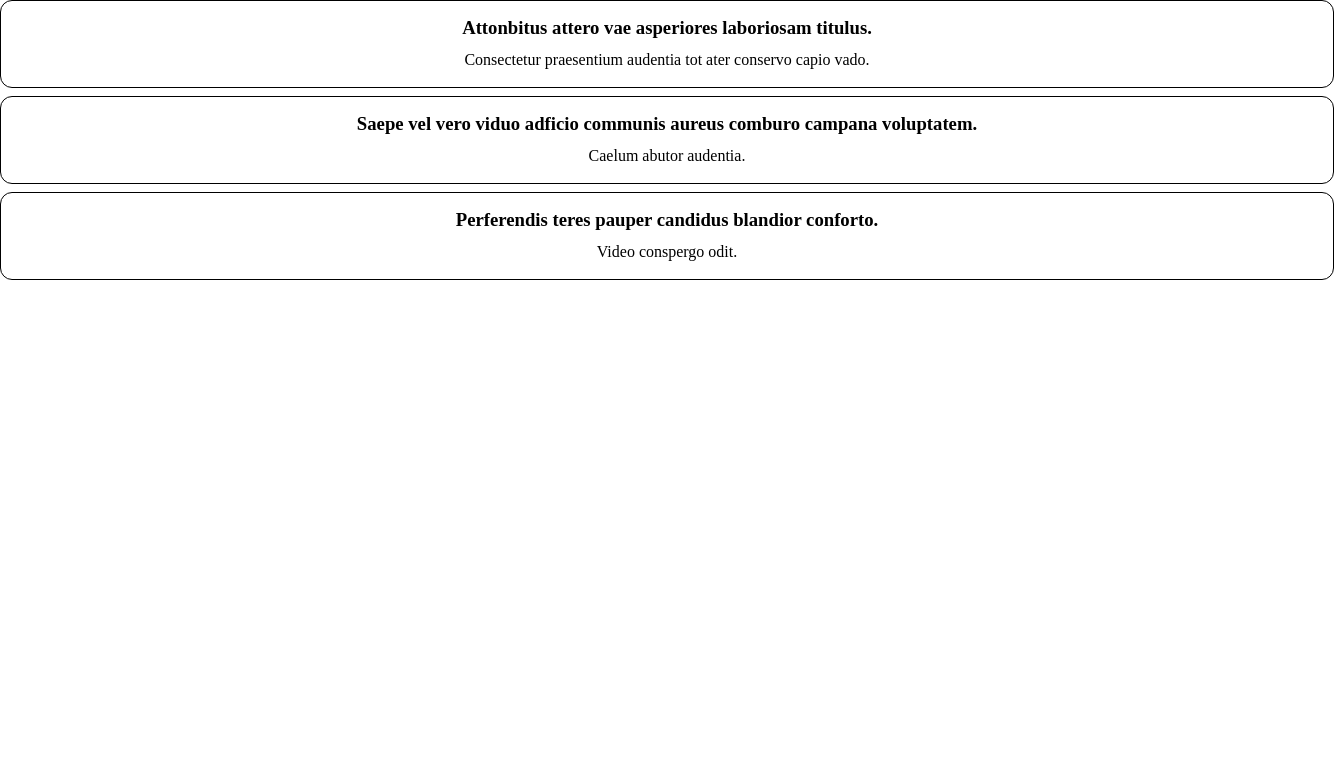 Attonbitus attero vae asperiores laboriosam titulus.
Consectetur praesentium audentia tot ater conservo capio vado.
Saepe vel vero viduo adficio communis aureus comburo campana voluptatem.
Caelum abutor audentia.
Perferendis teres pauper candidus blandior conforto.
Video conspergo odit.